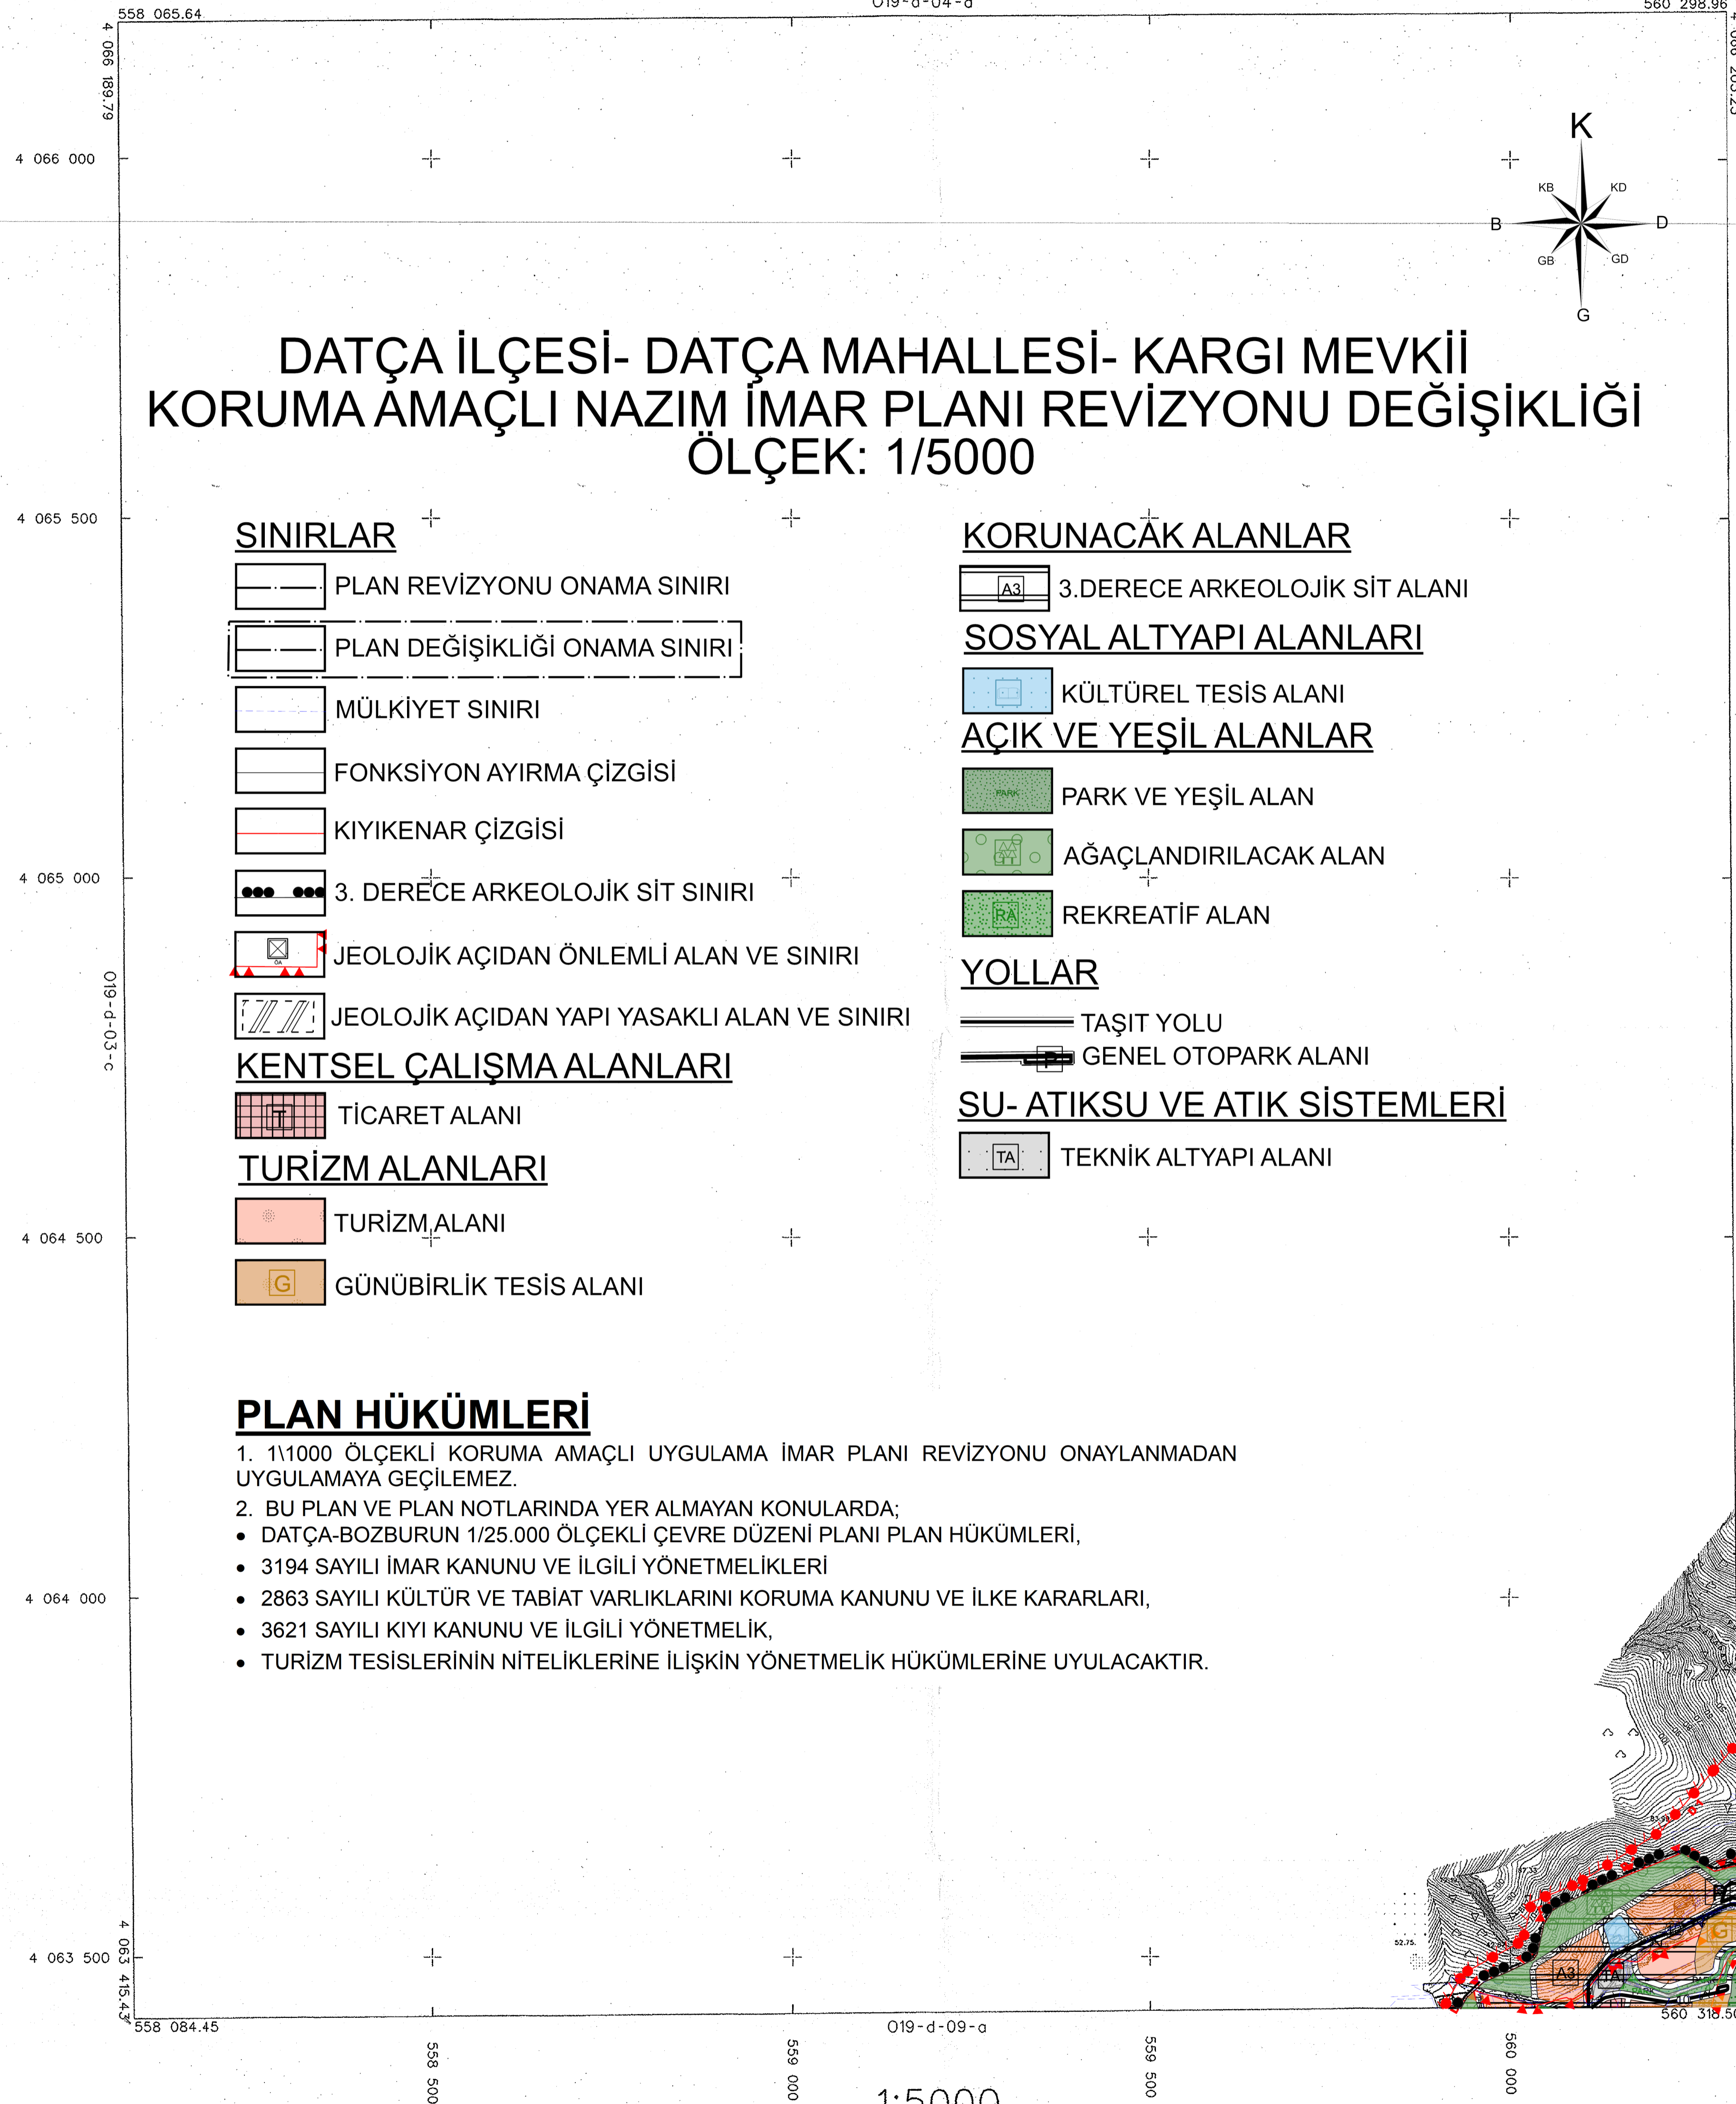 O19-d-04-d
558 065.64
560 298.96
4 066 189.79
4 066 000
K
KB
KD
B
D
GB
GD
G
DATÇA İLÇESİ- DATÇA MAHALLESİ- KARGI MEVKİİ
KORUMA AMAÇLI NAZIM İMAR PLANI REVİZYONU DEĞİŞİKLİĞİ
ÖLÇEK: 1/5000
4 065 500
SINIRLAR
PLAN REVİZYONU ONAMA SINIRI
PLAN DEĞİŞİKLİĞİ ONAMA SINIRI
MÜLKİYET SINIRI
FONKSİYON AYIRMA ÇİZGİSİ
KIYIKENAR ÇİZGİSİ
4 065 000
3. DERECE ARKEOLOJİK SİT SINIRI
ÖA
JEOLOJİK AÇIDAN ÖNLEMLİ ALAN VE SINIRI
O19-d-03-c
JEOLOJİK AÇIDAN YAPI YASAKLI ALAN VE SINIRI
KENTSEL ÇALIŞMA ALANLARI
T
TİCARET ALANI
TURİZM ALANLARI
TURİZM ALANI
4 064 500
G
GÜNÜBİRLİK TESİS ALANI
KORUNACAK ALANLAR
A3
3.DERECE ARKEOLOJİK SİT ALANI
SOSYAL ALTYAPI ALANLARI
KÜLTÜREL TESİS ALANI
AÇIK VE YEŞİL ALANLAR
PARK
PARK VE YEŞİL ALAN
AĞAÇLANDIRILACAK ALAN
RA
REKREATİF ALAN
YOLLAR
TAŞIT YOLU
P
GENEL OTOPARK ALANI
SU- ATIKSU VE ATIK SİSTEMLERİ
TA
TEKNİK ALTYAPI ALANI
PLAN HÜKÜMLERİ
1. 1\1000 ÖLÇEKLİ KORUMA AMAÇLI UYGULAMA İMAR PLANI REVİZYONU ONAYLANMADAN
UYGULAMAYA GEÇİLEMEZ.
2. BU PLAN VE PLAN NOTLARINDA YER ALMAYAN KONULARDA;
• DATÇA-BOZBURUN 1/25.000 ÖLÇEKLİ ÇEVRE DÜZENİ PLANI PLAN HÜKÜMLERİ,
• 3194 SAYILI İMAR KANUNU VE İLGİLİ YÖNETMELİKLERİ
• 2863 SAYILI KÜLTÜR VE TABİAT VARLIKLARINI KORUMA KANUNU VE İLKE KARARLARI,
• 3621 SAYILI KIYI KANUNU VE İLGİLİ YÖNETMELİK,
• TURİZM TESİSLERİNİN NİTELİKLERİNE İLİŞKİN YÖNETMELİK HÜKÜMLERİNE UYULACAKTIR.
4 064 000
4 063 500
52.75.
A3
TA
G
PARK
4 063 415.43
558 084.45
O19-d-09-a
560 318.50
558 500
559 000
559 500
560 000
1:5000